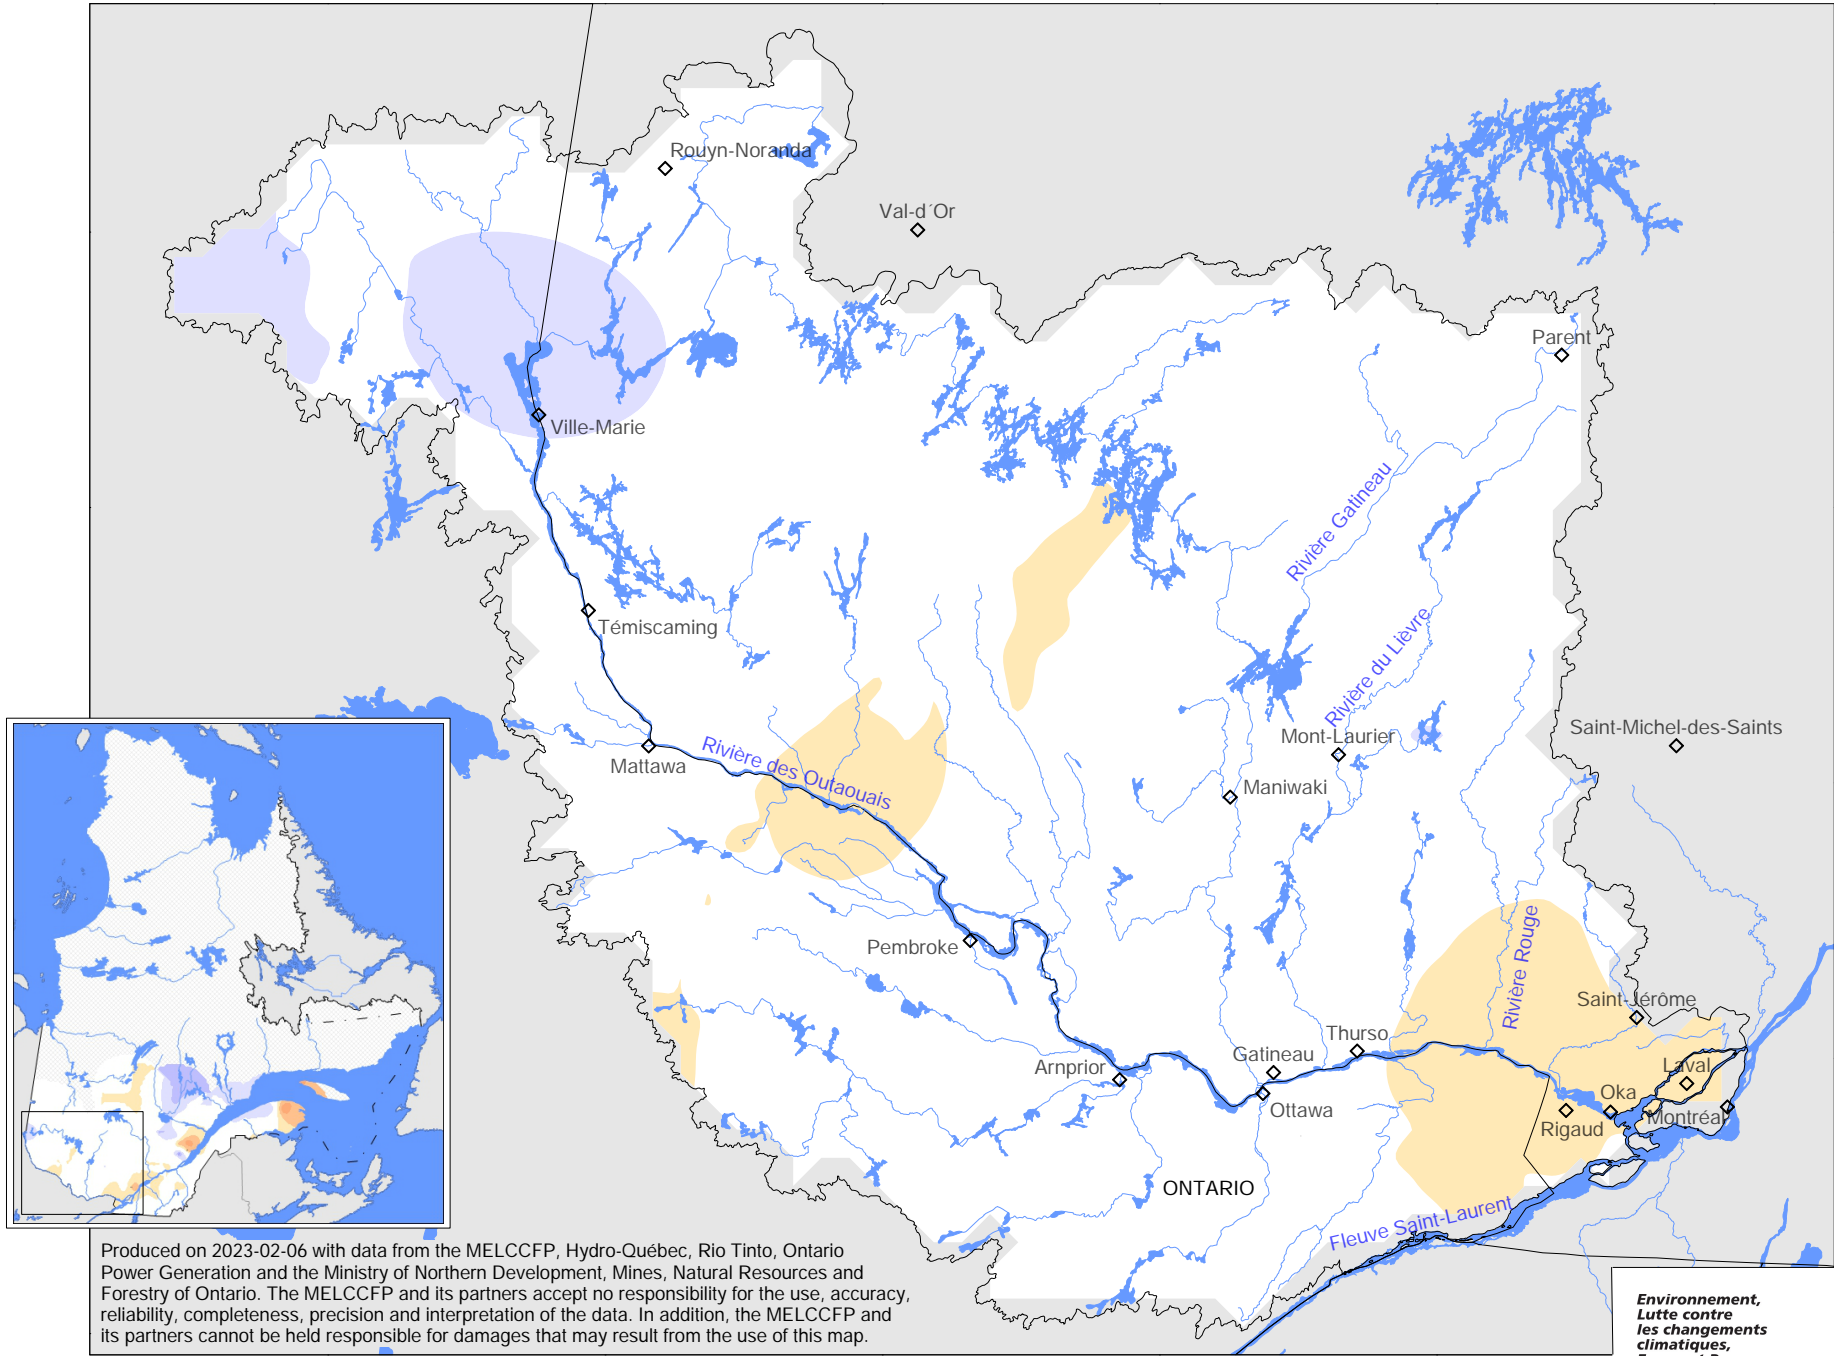 Rouyn-Noranda
Val-d´Or
Parent
Ville-Marie
Rivière Gatineau
Témiscaming
Rivière du Lièvre
Saint-Michel-des-Saints
Mont-Laurier
Rivière des Outaouais
Mattawa
Maniwaki
Rivière Rouge
Pembroke
Saint-Jérôme
Thurso
Gatineau
Arnprior
Laval
Oka
Ottawa
Montréal
Rigaud
ONTARIO
Fleuve Saint-Laurent
Produced on 2023-02-06 with data from the MELCCFP, Hydro-Québec, Rio Tinto, Ontario
Power Generation and the Ministry of Northern Development, Mines, Natural Resources and
Forestry of Ontario. The MELCCFP and its partners accept no responsibility for the use, accuracy,
reliability, completeness, precision and interpretation of the data. In addition, the MELCCFP and
its partners cannot be held responsible for damages that may result from the use of this map.
Environnement,
Lutte contre
les changements
climatiques,